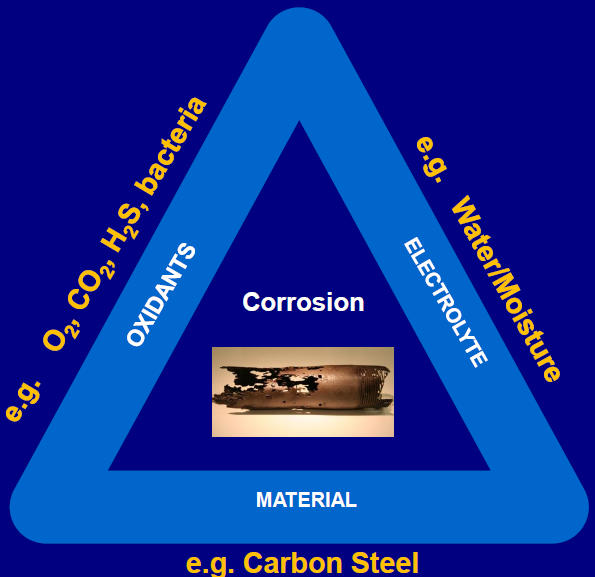 e.g. O₂, CO₂, H₂S, bacteria
OXIDANTS
e.g. Water/Moisture
ELECTROLYTE
Corrosion
MATERIAL
e.g. Carbon Steel